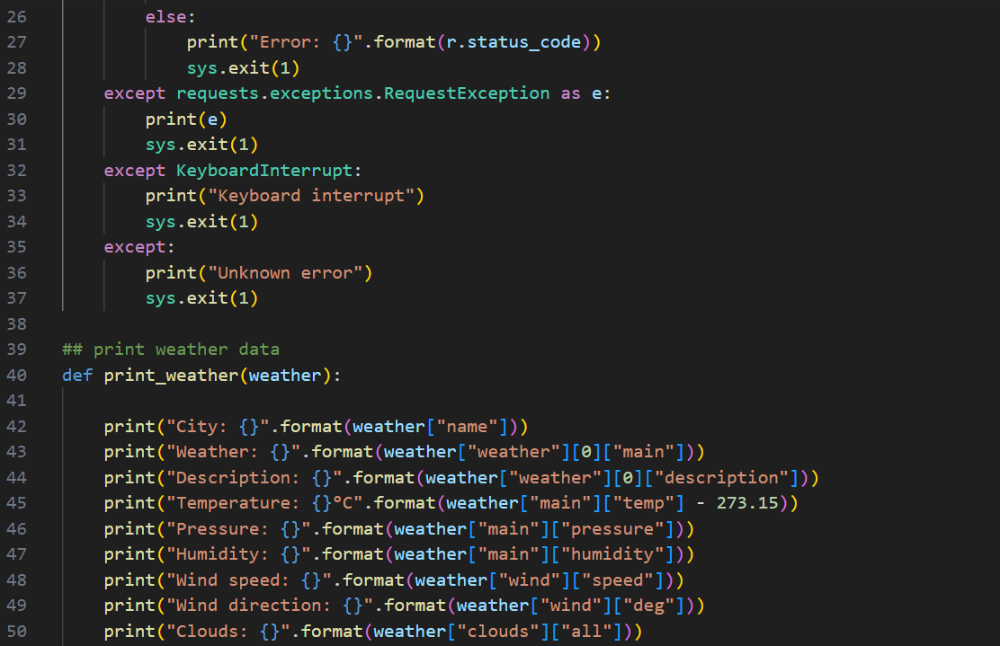 26 else:
27 print("Error: {}".format(r.status_code))
28 sys.exit(1)
29 except requests.exceptions.RequestException as e:
30 print(e)
31 sys.exit(1)
32 except KeyboardInterrupt:
33 print("Keyboard interrupt")
34 sys.exit(1)
35 except:
36 print("Unknown error")
37 sys.exit(1)
38
39 ## print weather data
40 def print_weather(weather):
41
42 print("City: {}".format(weather["name"]))
43 print("Weather: {}".format(weather["weather"][0]["main"]))
44 print("Description: {}".format(weather["weather"][0]["description"]))
45 print("Temperature: {}°C".format(weather["main"]["temp"] - 273.15))
46 print("Pressure: {}".format(weather["main"]["pressure"]))
47 print("Humidity: {}".format(weather["main"]["humidity"]))
48 print("Wind speed: {}".format(weather["wind"]["speed"]))
49 print("Wind direction: {}".format(weather["wind"]["deg"]))
50 print("Clouds: {}".format(weather["clouds"]["all"]))